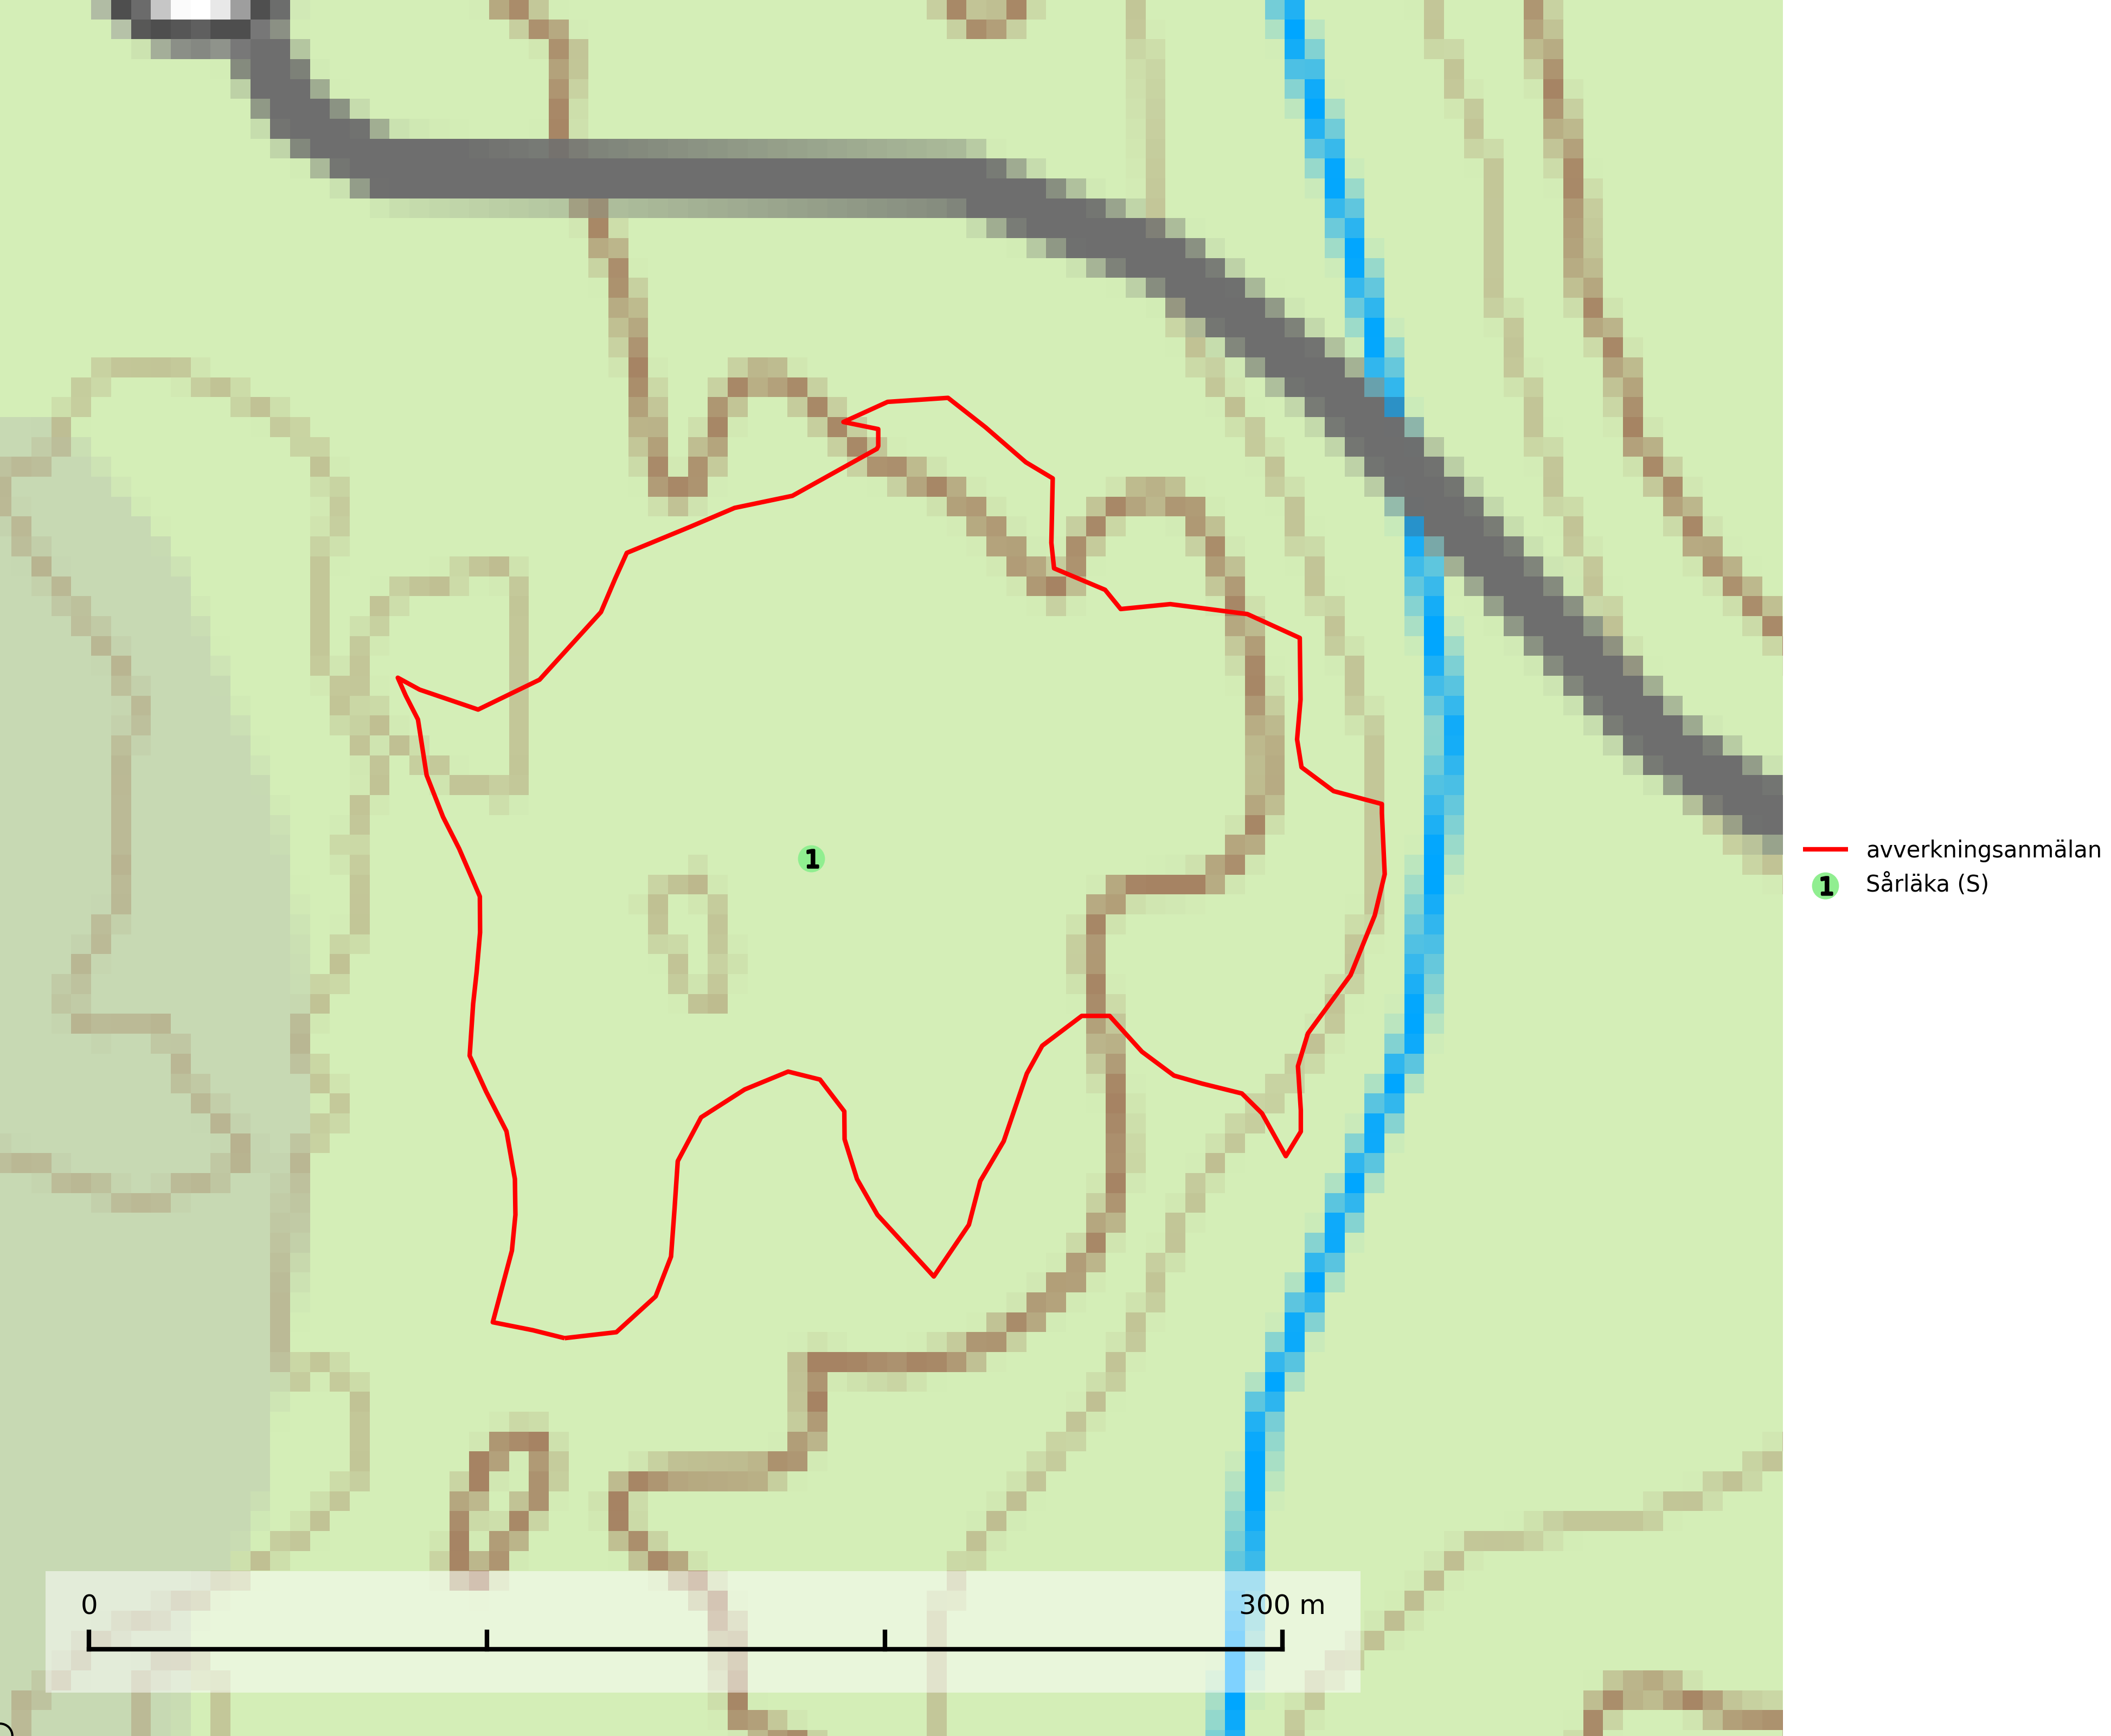 1
avverkningsanmälan
1 Sårläka (S)
0 300 m